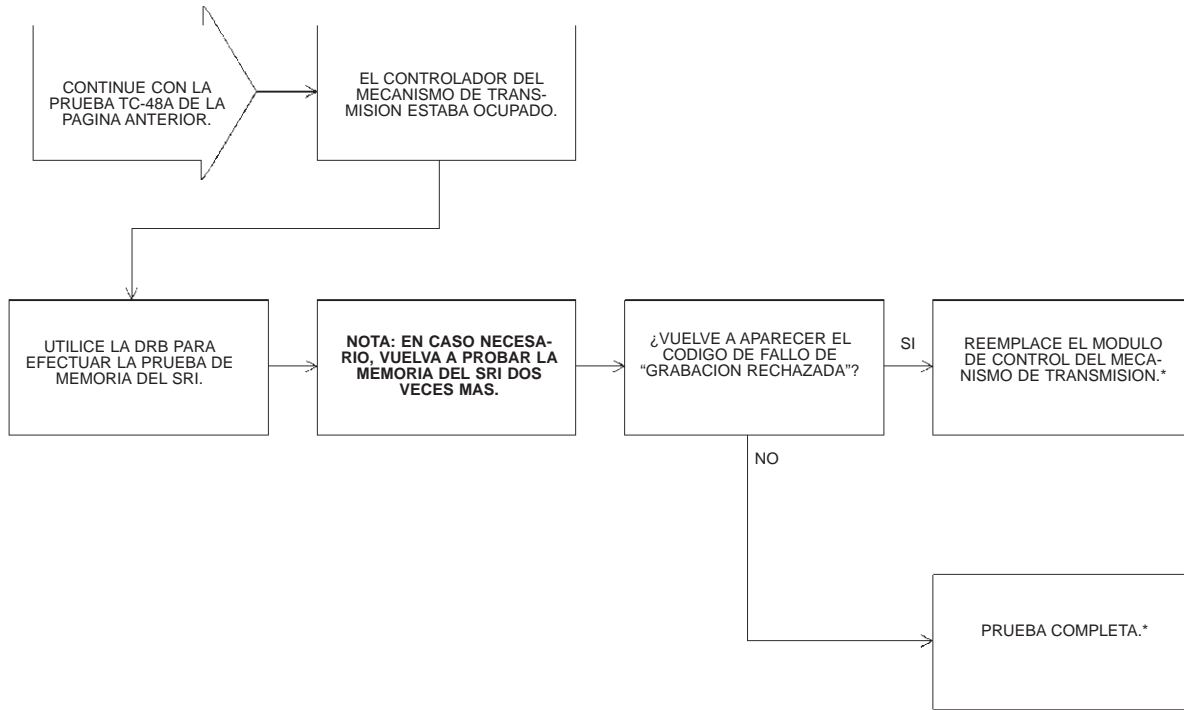 CONTINUE CON LA
PRUEBA TC-48A DE LA
PAGINA ANTERIOR.
EL CONTROLADOR DEL
MECANISMO DE TRANS-
MISION ESTABA OCUPADO.
UTILICE LA DRB PARA
EFECTUAR LA PRUEBA DE
MEMORIA DEL SRI.
NOTA: EN CASO NECESA-
RIO, VUELVA A PROBAR LA
MEMORIA DEL SRI DOS
VECES MAS.
¿VUELVE A APARECER EL
CODIGO DE FALLO DE
“GRABACION RECHAZADA”?
SI
REEMPLACE EL MODULO
DE CONTROL DEL MECA-
NISMO DE TRANSMISION.*
NO
PRUEBA COMPLETA.*